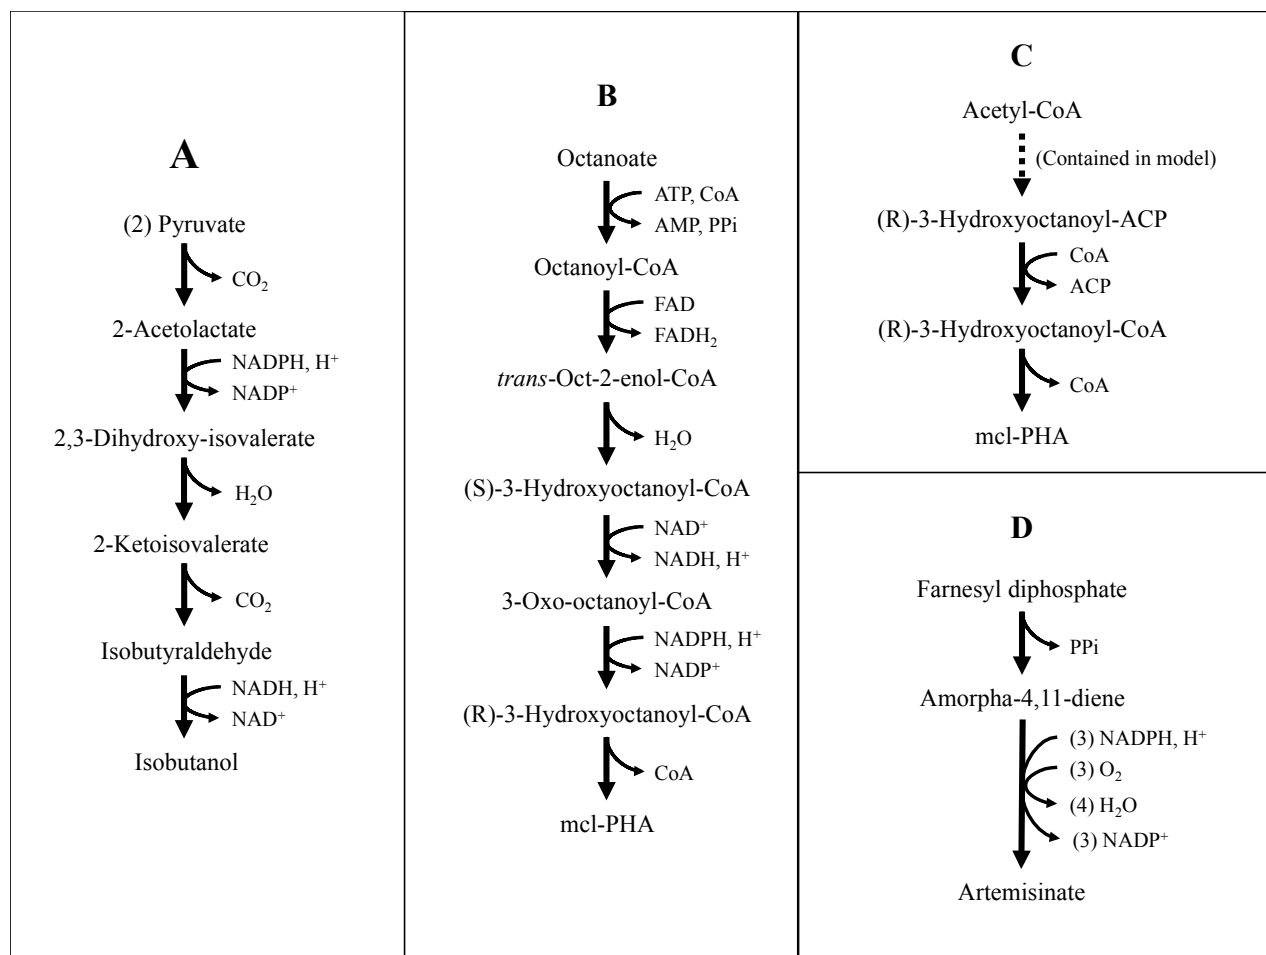 A
(2) Pyruvate
CO₂
2-Acetolactate
NADPH, H⁺
NADP⁺
2,3-Dihydroxy-isovalerate
H₂O
2-Ketoisovalerate
CO₂
Isobutyraldehyde
NADH, H⁺
NAD⁺
Isobutanol
B
Octanoate
ATP, CoA
AMP, PPi
Octanoyl-CoA
FAD
FADH₂
trans-Oct-2-enol-CoA
H₂O
(S)-3-Hydroxyoctanoyl-CoA
NAD⁺
NADH, H⁺
3-Oxo-octanoyl-CoA
NADPH, H⁺
NADP⁺
(R)-3-Hydroxyoctanoyl-CoA
CoA
mcl-PHA
C
Acetyl-CoA
(Contained in model)
(R)-3-Hydroxyoctanoyl-ACP
CoA
ACP
(R)-3-Hydroxyoctanoyl-CoA
CoA
mcl-PHA
D
Farnesyl diphosphate
PPi
Amorpha-4,11-diene
(3) NADPH, H⁺
(3) O₂
(4) H₂O
(3) NADP⁺
Artemisinate